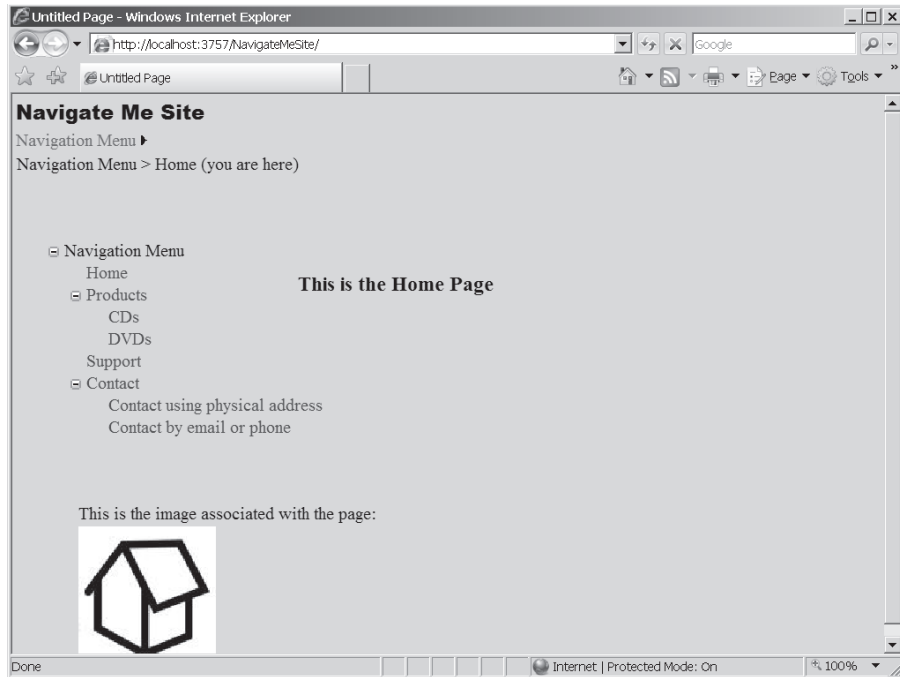 Untitled Page - Windows Internet Explorer
http://localhost:3757/NavigateMeSite/
Google
Untitled Page
Page
Tools
Navigate Me Site
Navigation Menu
Navigation Menu > Home (you are here)
Navigation Menu
Home
This is the Home Page
Products
CDs
DVDs
Support
Contact
Contact using physical address
Contact by email or phone
This is the image associated with the page:
Done
Internet | Protected Mode: On
100%